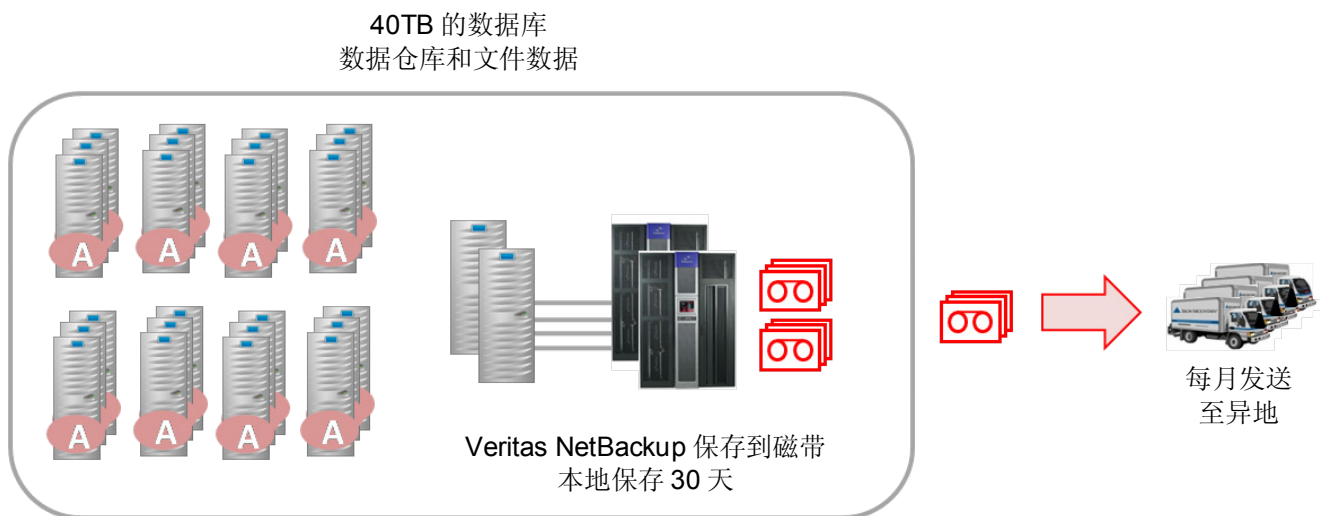 40TB 的数据库
数据仓库和文件数据
A A A A
A A A A
Veritas NetBackup 保存到磁带
本地保存 30 天
每月发送
至异地